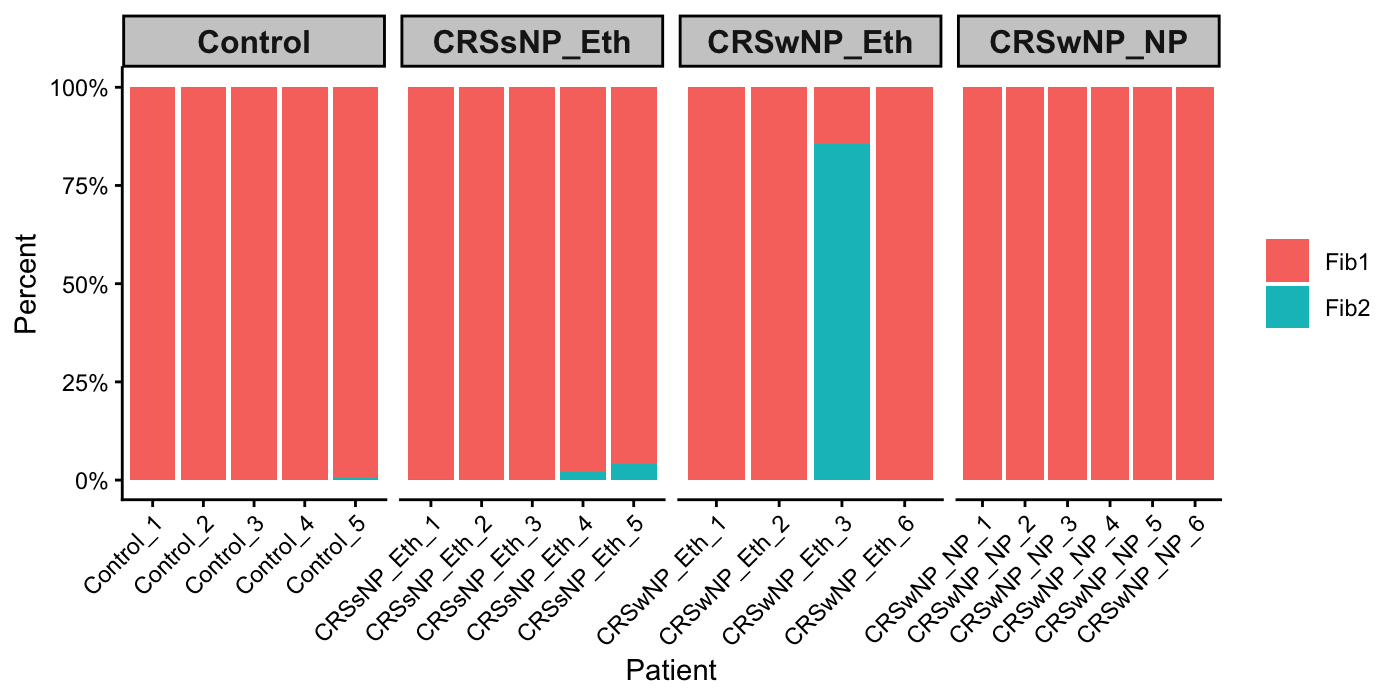 Control
CRSsNP_Eth
CRSwNP_Eth
CRSwNP_NP
100%
75%
50%
25%
0%
Percent
Fib1
Fib2
Control_1
Control_2
Control_3
Control_4
Control_5
CRSsNP_Eth_1
CRSsNP_Eth_2
CRSsNP_Eth_3
CRSsNP_Eth_4
CRSsNP_Eth_5
CRSwNP_Eth_1
CRSwNP_Eth_2
CRSwNP_Eth_3
CRSwNP_Eth_6
CRSwNP_NP_1
CRSwNP_NP_2
CRSwNP_NP_3
CRSwNP_NP_4
CRSwNP_NP_5
CRSwNP_NP_6
Patient